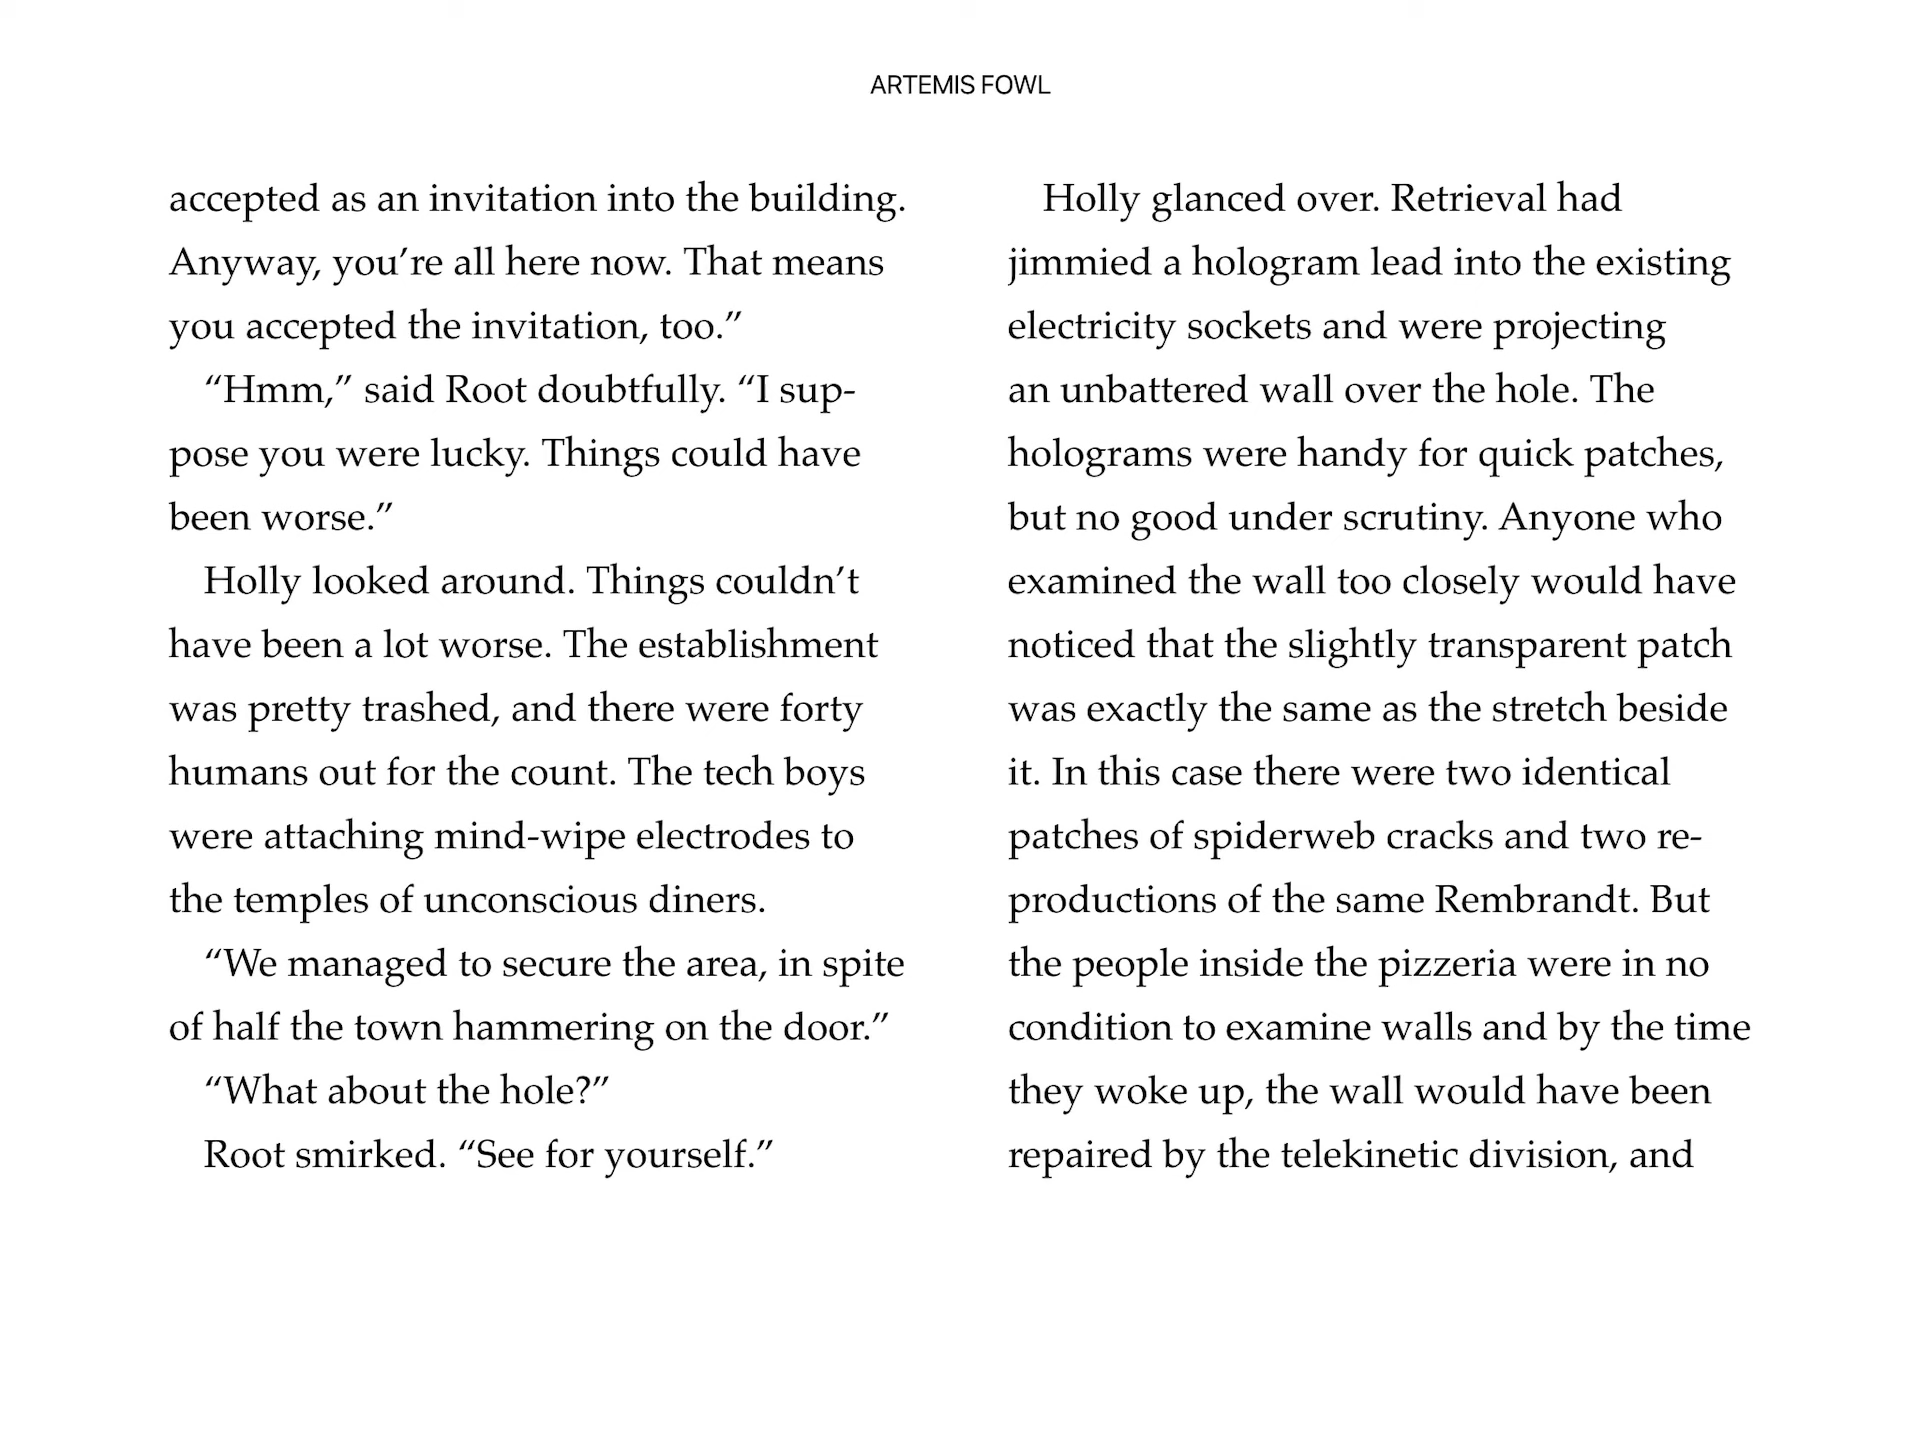 ARTEMIS FOWL
accepted as an invitation into the building.
Anyway, you’re all here now. That means
you accepted the invitation, too.”
“Hmm,” said Root doubtfully. “I sup-
pose you were lucky. Things could have
been worse.”
Holly looked around. Things couldn’t
have been a lot worse. The establishment
was pretty trashed, and there were forty
humans out for the count. The tech boys
were attaching mind-wipe electrodes to
the temples of unconscious diners.
“We managed to secure the area, in spite
of half the town hammering on the door.”
“What about the hole?”
Root smirked. “See for yourself.”
Holly glanced over. Retrieval had
jimmied a hologram lead into the existing
electricity sockets and were projecting
an unbattered wall over the hole. The
holograms were handy for quick patches,
but no good under scrutiny. Anyone who
examined the wall too closely would have
noticed that the slightly transparent patch
was exactly the same as the stretch beside
it. In this case there were two identical
patches of spiderweb cracks and two re-
productions of the same Rembrandt. But
the people inside the pizzeria were in no
condition to examine walls and by the time
they woke up, the wall would have been
repaired by the telekinetic division, and